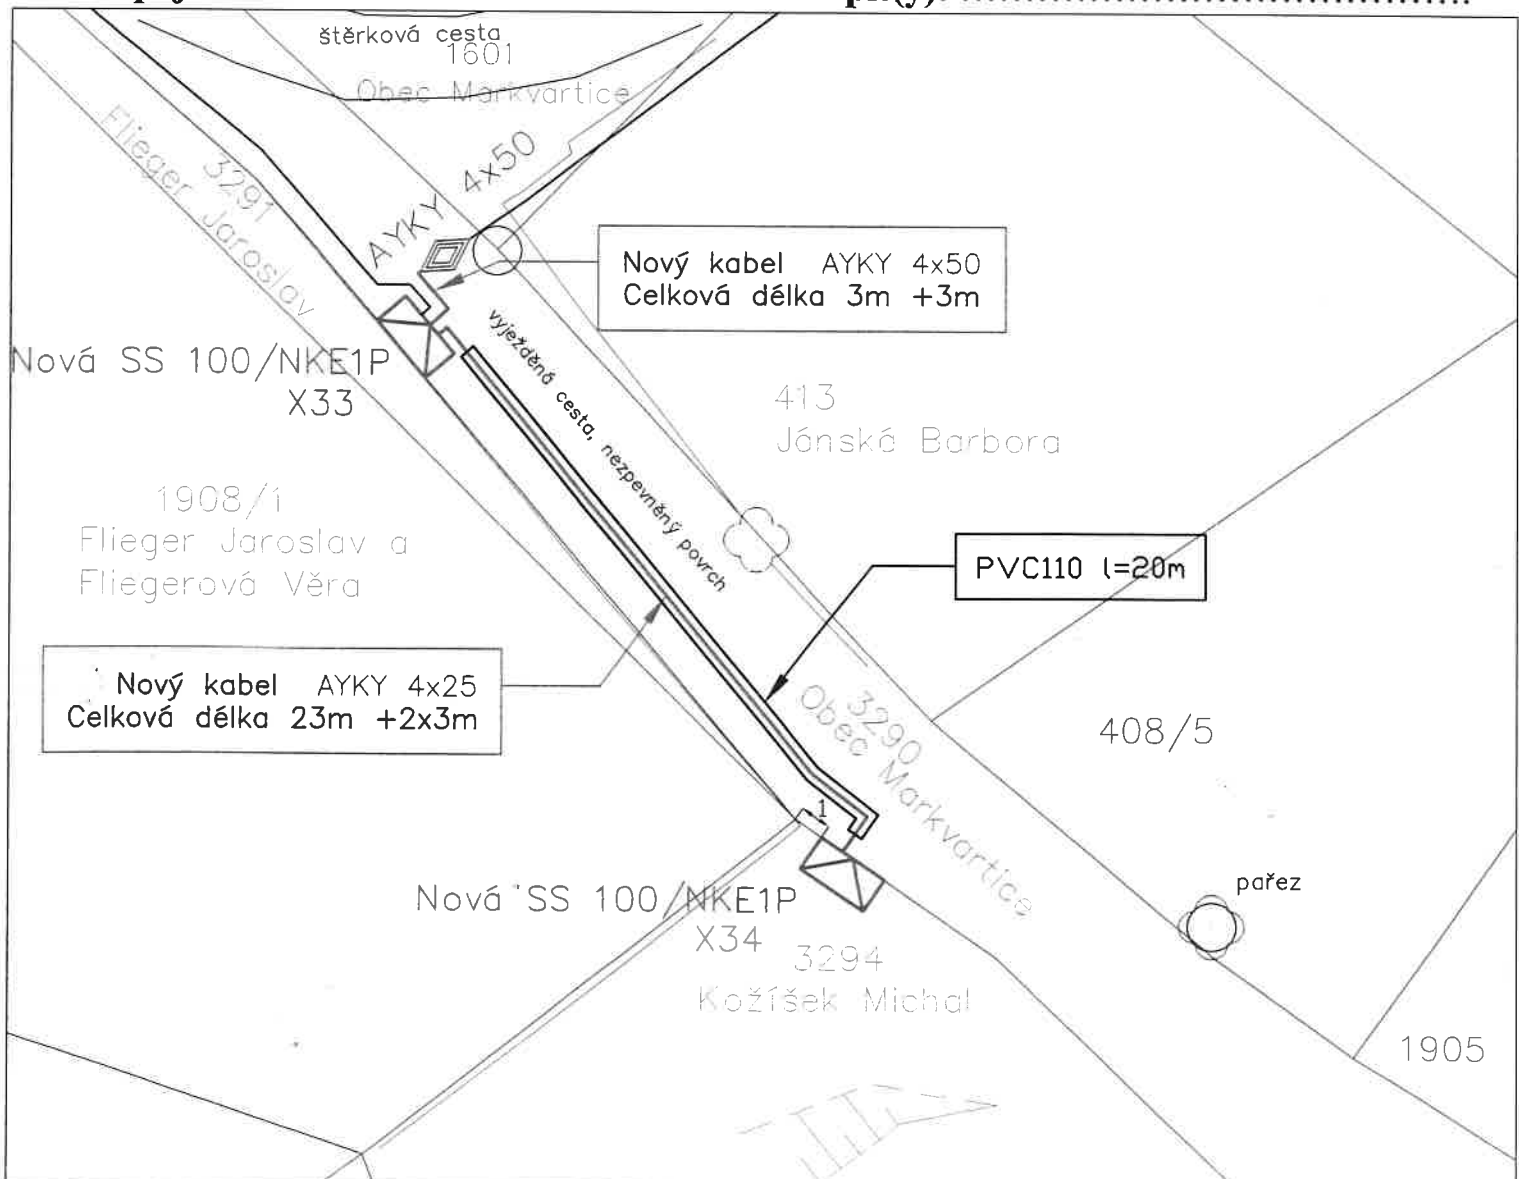 štěrková cesta
1601
Obec Markvartice
3291
Flieger Jaroslav
AYKY 4x50
Nový kabel AYKY 4x50
Celková délka 3m +3m
Nová SS 100/NKE1P
X33
vyježděná cesta, nezpevněný povrch
413
Jánská Barbora
1908/1
Flieger Jaroslav a
Fliegerová Věra
PVC110 l=20m
Nový kabel AYKY 4x25
Celková délka 23m +2x3m
3290
Obec Markvartice
408/5
1
Nová SS 100/NKE1P
X34
pařez
3294
Kožíšek Michal
1905